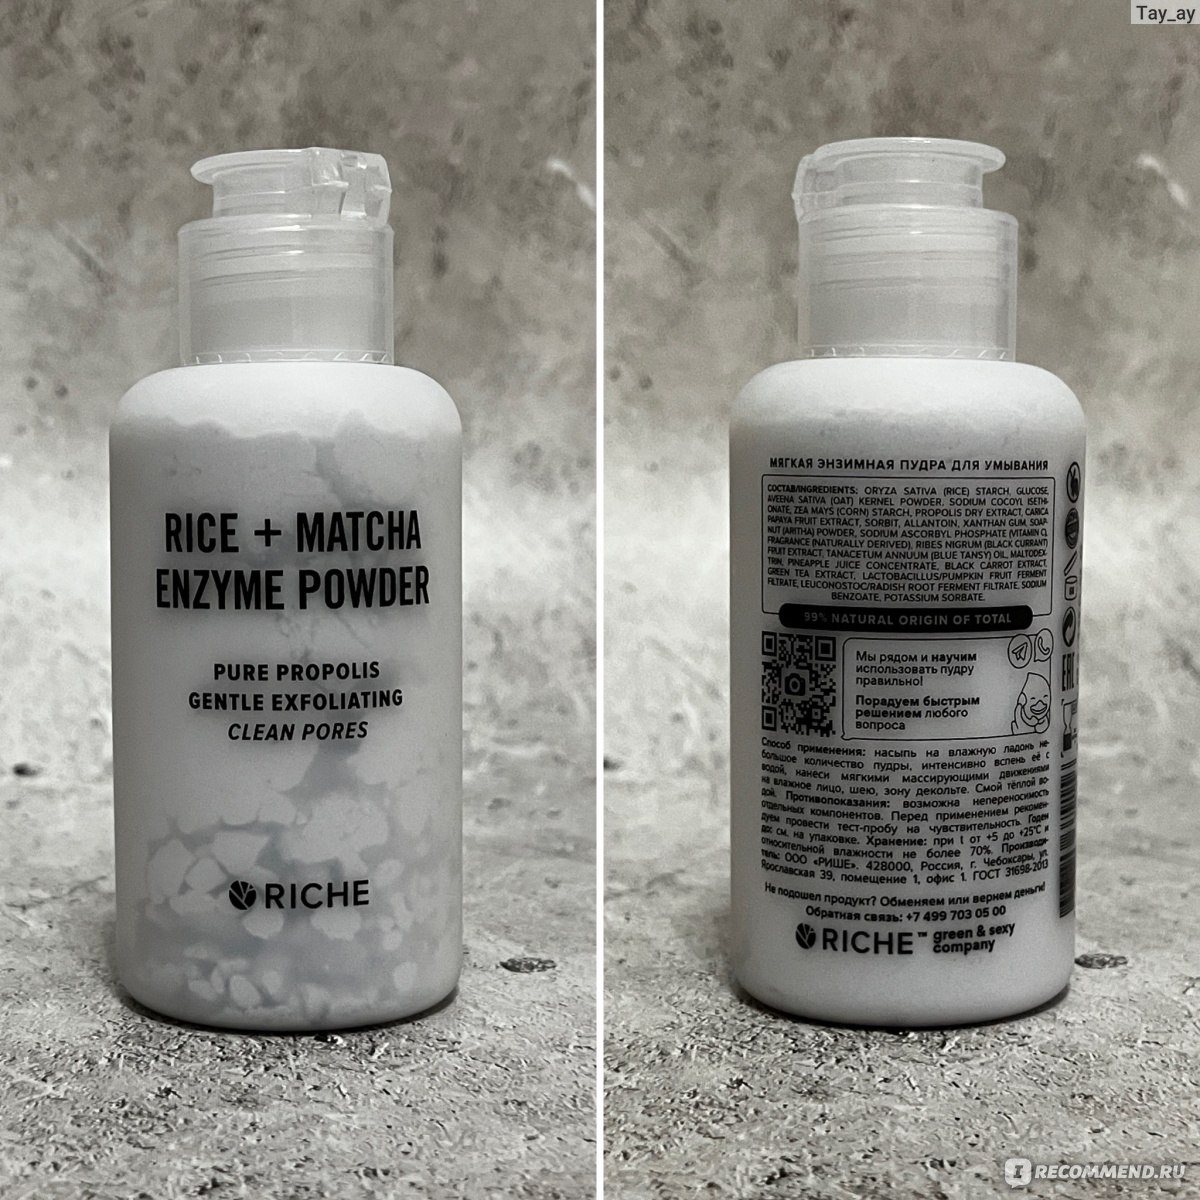 Tay_ay
RICE + MATCHA
ENZYME POWDER
PURE PROPOLIS
GENTLE EXFOLIATING
CLEAN PORES
RICHE
МЯГКАЯ ЭНЗИМНАЯ ПУДРА ДЛЯ УМЫВАНИЯ
СОСТАВ/INGREDIENTS: ORYZA SATIVA (RICE) STARCH, GLUCOSE,
AVEENA SATIVA (OAT) KERNEL POWDER, SODIUM COCOYL ISETHI-
ONATE, ZEA MAYS (CORN) STARCH, PROPOLIS DRY EXTRACT, CARICA
PAPAYA FRUIT EXTRACT, SORBIT, ALLANTOIN, XANTHAN GUM, SOAP-
NUT (ARITHA) POWDER, SODIUM ASCORBYL PHOSPHATE (VITAMIN C),
FRAGRANCE (NATURALLY DERIVED), RIBES NIGRUM (BLACK CURRANT)
FRUIT EXTRACT, TANACETUM ANNUUM (BLUE TANSY) OIL, MALTODEX-
TRIN, PINEAPPLE JUICE CONCENTRATE, BLACK CARROT EXTRACT,
GREEN TEA EXTRACT, LACTOBACILLUS/PUMPKIN FRUIT FERMENT
FILTRATE, LEUCONOSTOC/RADISH ROOT FERMENT FILTRATE, SODIUM
BENZOATE, POTASSIUM SORBATE.
99% NATURAL ORIGIN OF TOTAL
Мы рядом и научим
использовать пудру
правильно!
Порадуем быстрым
решением любого
вопроса
EAC
Способ применения: насыпь на влажную ладонь не-
большое количество пудры, интенсивно вспень её с
водой, нанеси мягкими массирующими движениями
на влажное лицо, шею, зону декольте. Смой тёплой во-
дой. Противопоказания: возможна непереносимость
отдельных компонентов. Перед применением рекомен-
дуем провести тест-пробу на чувствительность. Годен
до: см. на упаковке. Хранение: при t от +5 до +25°С и
относительной влажности не более 70%. Производи-
тель: ООО «РИШЕ». 428000, Россия, г. Чебоксары, ул.
Ярославская 39, помещение 1, офис 1. ГОСТ 31698-2013
Не подошел продукт? Обменяем или вернем деньги!
Обратная связь: +7 499 703 05 00
RICHE™ green & sexy
company
IRECOMMEND.RU